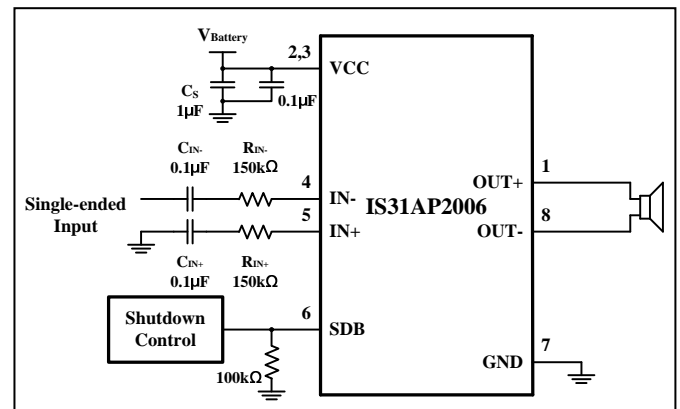 VBattery
2,3
VCC
CS
1μF
0.1μF
CIN-
0.1μF
RIN-
150kΩ
4
IN-
Single-ended
Input
5
IN+
CIN+
0.1μF
RIN+
150kΩ
IS31AP2006
OUT+
1
OUT-
8
Shutdown
Control
6
SDB
100kΩ
GND
7